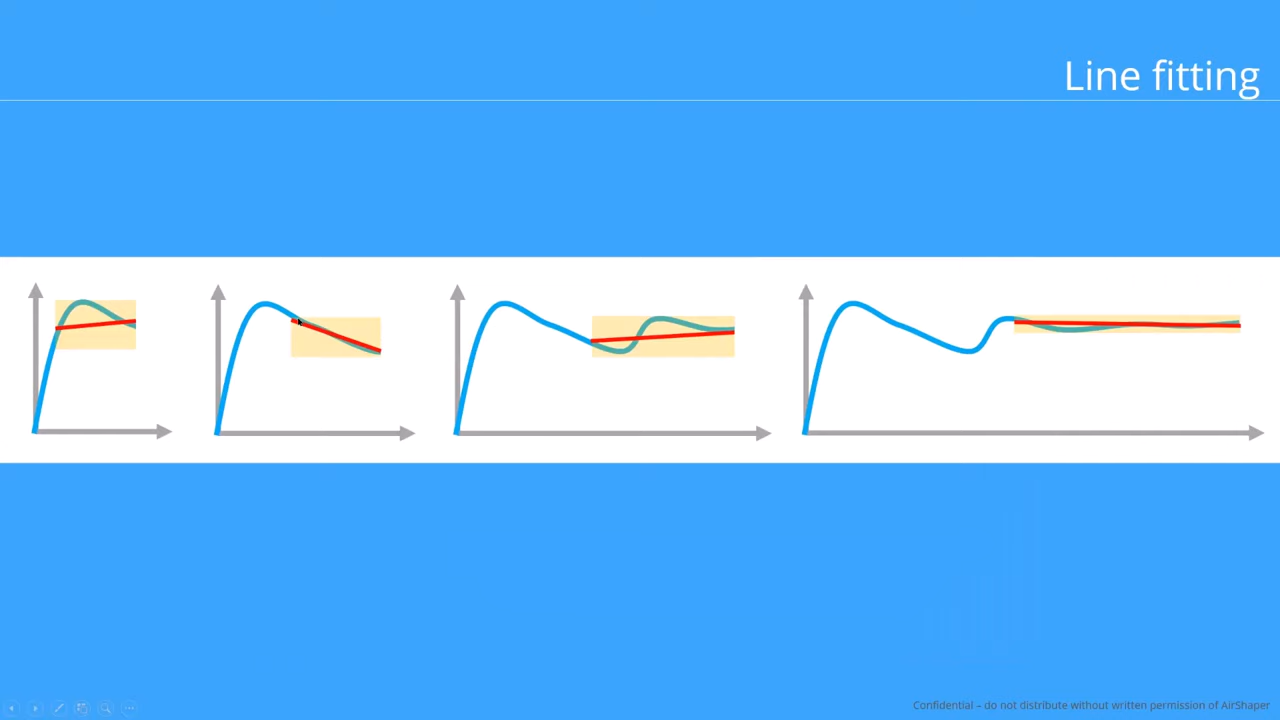 Line fitting
Confidential – do not distribute without written permission of AirShaper